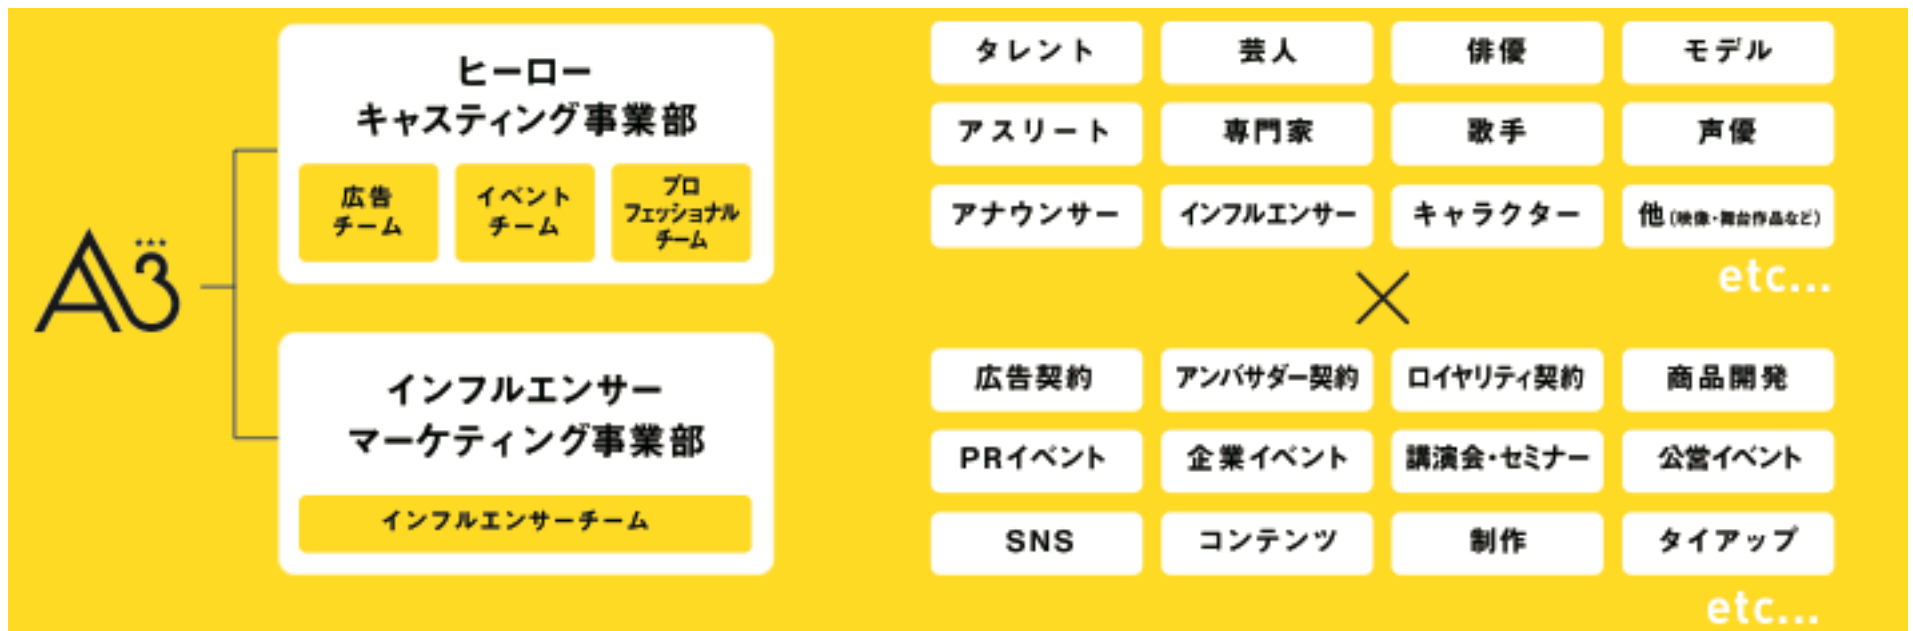 A3
ヒーロー
キャスティング事業部
広告
チーム
イベント
チーム
プロ
フェッショナル
チーム
インフルエンサー
マーケティング事業部
インフルエンサーチーム
タレント
芸人
俳優
モデル
アスリート
専門家
歌手
声優
アナウンサー
インフルエンサー
キャラクター
他(映像・舞台作品など)
etc...
×
広告契約
アンバサダー契約
ロイヤリティ契約
商品開発
PRイベント
企業イベント
講演会・セミナー
公営イベント
SNS
コンテンツ
制作
タイアップ
etc...